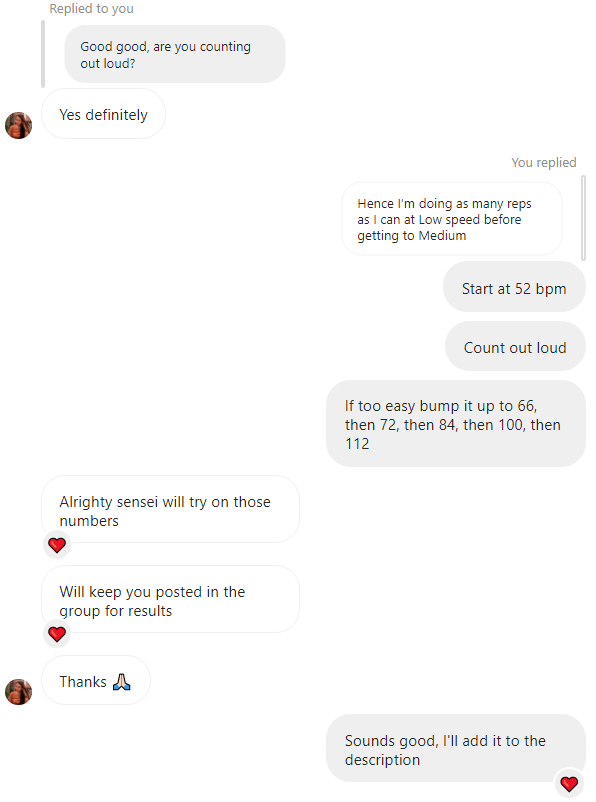 Replied to you
Good good, are you counting
out loud?
Yes definitely
You replied
Hence I'm doing as many reps
as I can at Low speed before
getting to Medium
Start at 52 bpm
Count out loud
If too easy bump it up to 66,
then 72, then 84, then 100, then
112
Alrighty sensei will try on those
numbers
Will keep you posted in the
group for results
Thanks 🙏🏻
Sounds good, I'll add it to the
description